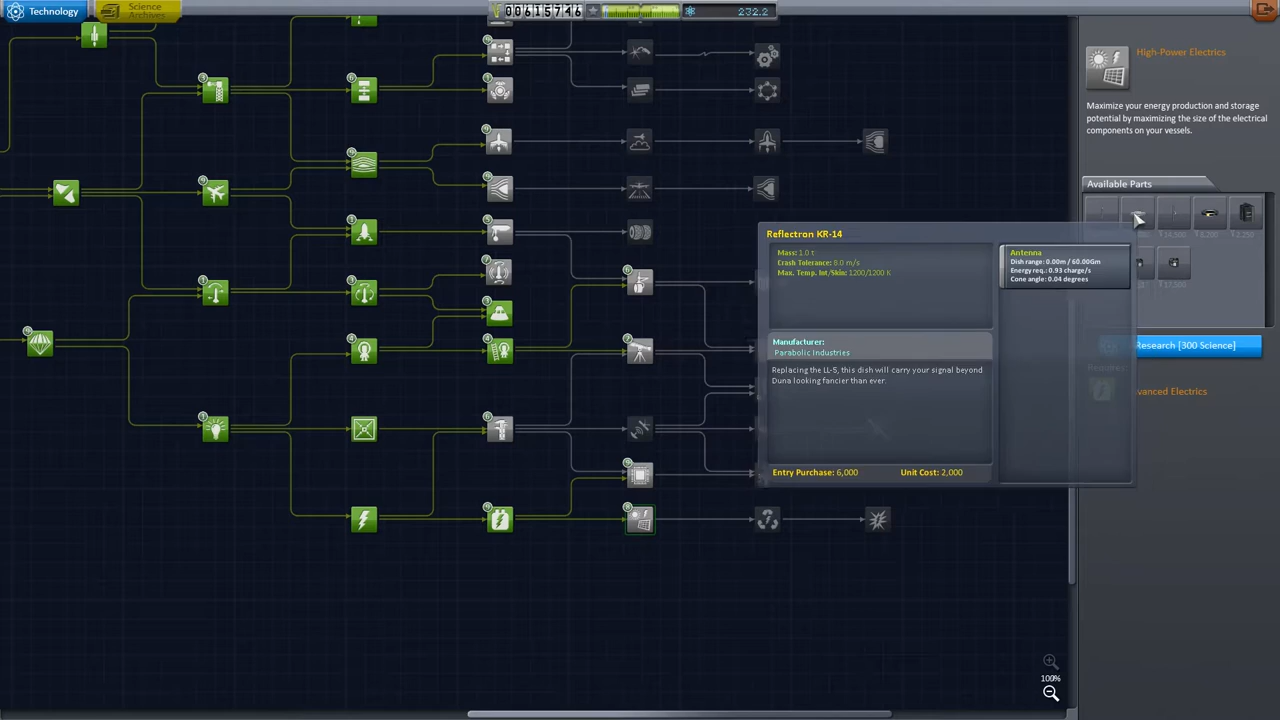 Technology
Science
Archives
00615746
232.2
High-Power Electrics
Maximize your energy production and storage
potential by maximizing the size of the electrical
components on your vessels.
Available Parts
Reflectron KR-14
Mass: 1.0 t
Crash Tolerance: 8.0 m/s
Max. Temp. Int/Skin: 1200/1200 K
Antenna
Dish range: 0.00m / 60.00Gm
Energy req.: 0.93 charge/s
Cone angle: 0.04 degrees
Manufacturer:
Parabolic Industries
Replacing the LL-5, this dish will carry your signal beyond
Duna looking fancier than ever.
Entry Purchase: 6,000
Unit Cost: 2,000
Research [300 Science]
100%